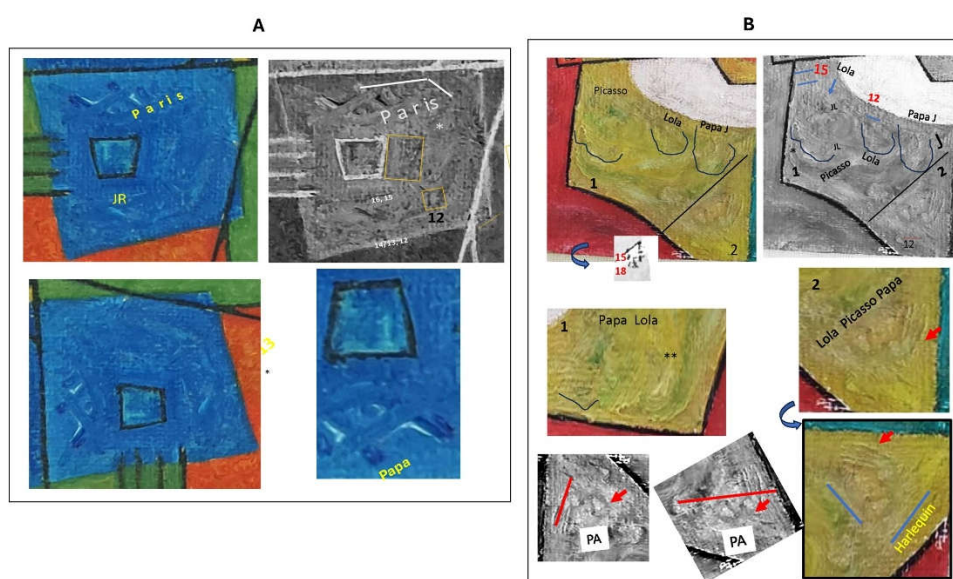 A
Paris
JR
Paris
*
16, 15
12
14/13, 12
13
*
Papa
B
Picasso
Lola
Papa J
1
2
15
18
15
Lola
JL
12
Papa J
JL
Picasso
Lola
J
1
2
12
1
Papa Lola
**
2
Lola Picasso Papa
PA
PA
Harlequin